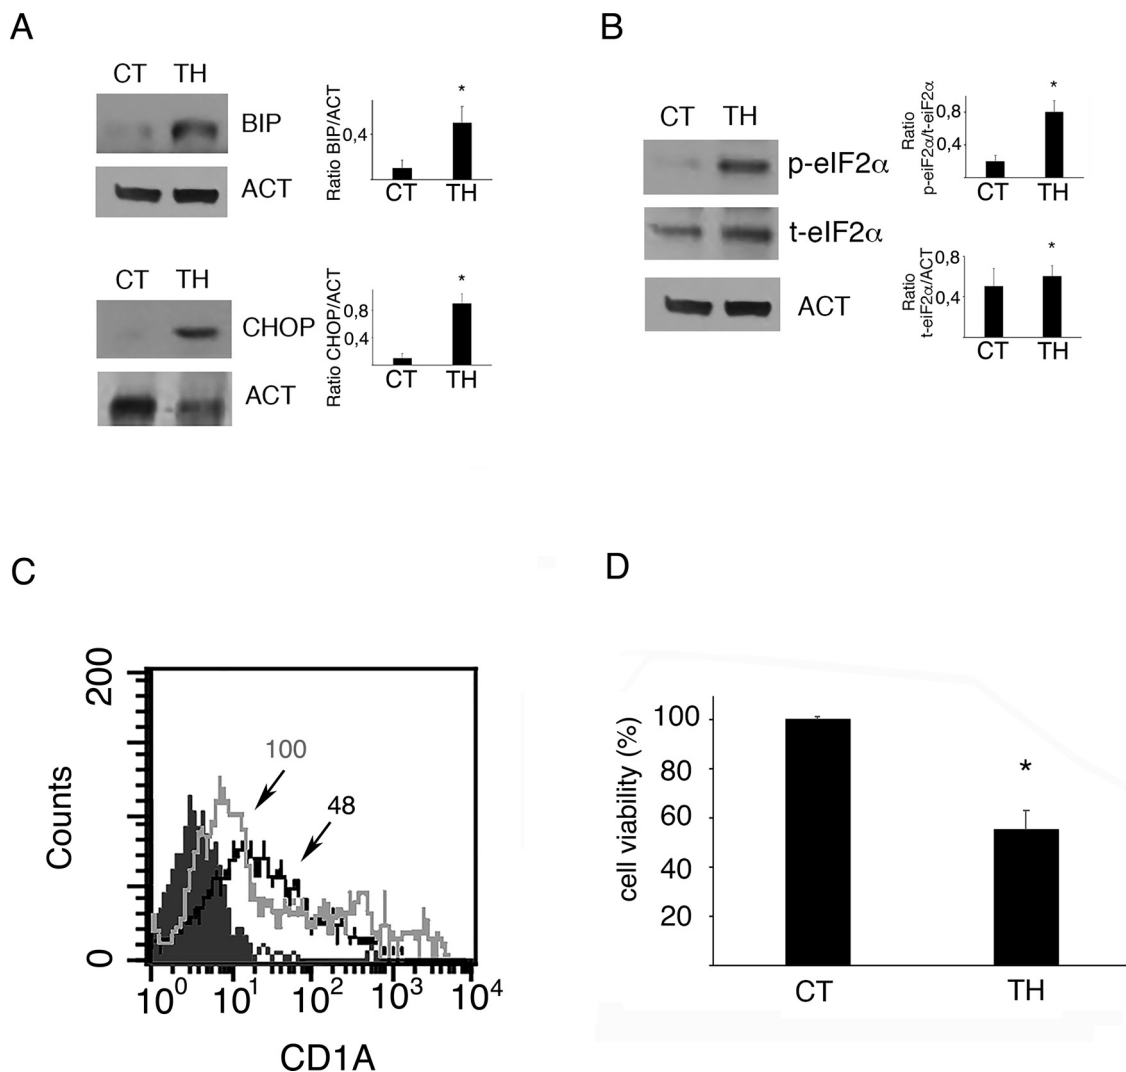 A
CT TH
BIP
ACT
Ratio BIP/ACT
0,4
*
CT TH
CT TH
CHOP
ACT
Ratio CHOP/ACT
0,8
0,4
*
CT TH
B
CT TH
p-eIF2α
t-eIF2α
ACT
Ratio
p-eiF2α/t-eiF2α
0,8
0,4
*
CT TH
Ratio
t-eiF2α/ACT
0,8
0,4
*
CT TH
C
200
Counts
0
100
48
10⁰ 10¹ 10² 10³ 10⁴
CD1A
D
cell viability (%)
100
80
60
40
20
*
CT TH